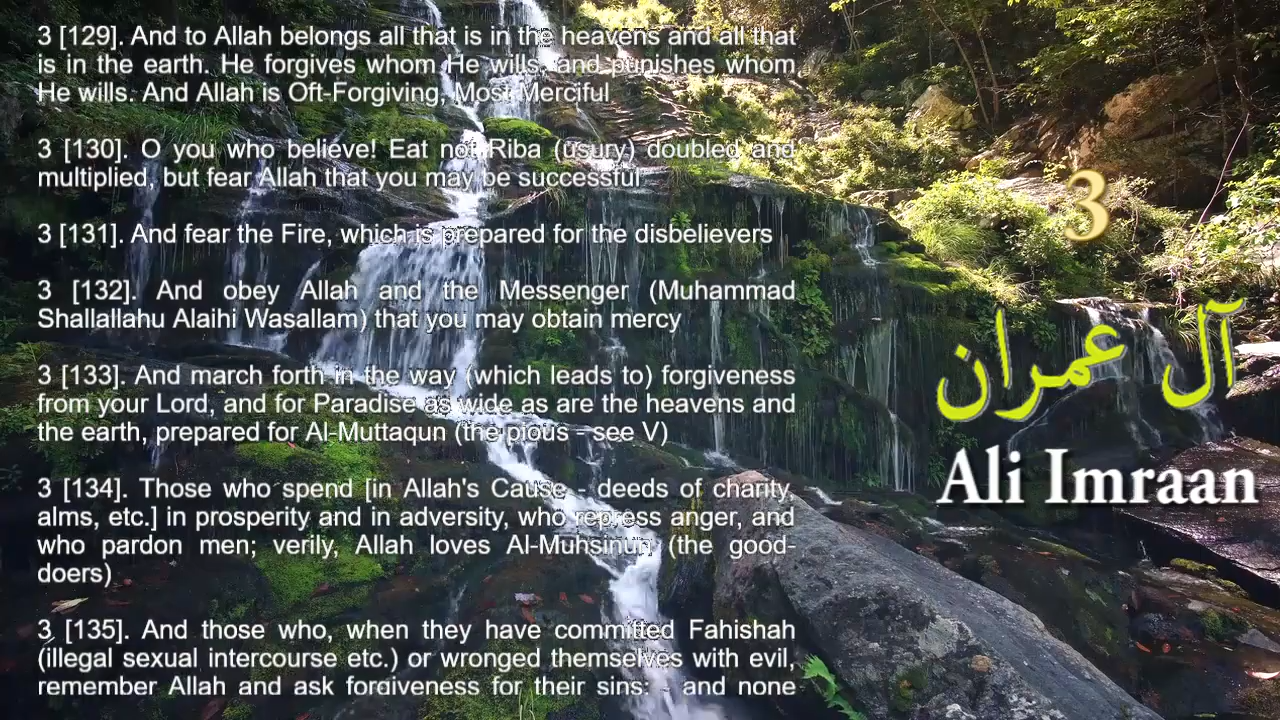 3 [129]. And to Allah belongs all that is in the heavens and all that
is in the earth. He forgives whom He wills, and punishes whom
He wills. And Allah is Oft-Forgiving, Most Merciful
3 [130]. O you who believe! Eat not Riba (usury) doubled and
multiplied, but fear Allah that you may be successful
3 [131]. And fear the Fire, which is prepared for the disbelievers
3 [132]. And obey Allah and the Messenger (Muhammad
Shallallahu Alaihi Wasallam) that you may obtain mercy
3 [133]. And march forth in the way (which leads to) forgiveness
from your Lord, and for Paradise as wide as are the heavens and
the earth, prepared for Al-Muttaqun (the pious - see V)
3 [134]. Those who spend [in Allah's Cause - deeds of charity,
alms, etc.] in prosperity and in adversity, who repress anger, and
who pardon men; verily, Allah loves Al-Muhsinun (the good-
doers)
3 [135]. And those who, when they have committed Fahishah
(illegal sexual intercourse etc.) or wronged themselves with evil,
remember Allah and ask forgiveness for their sins; - and none
3
آل عمران
Ali Imraan